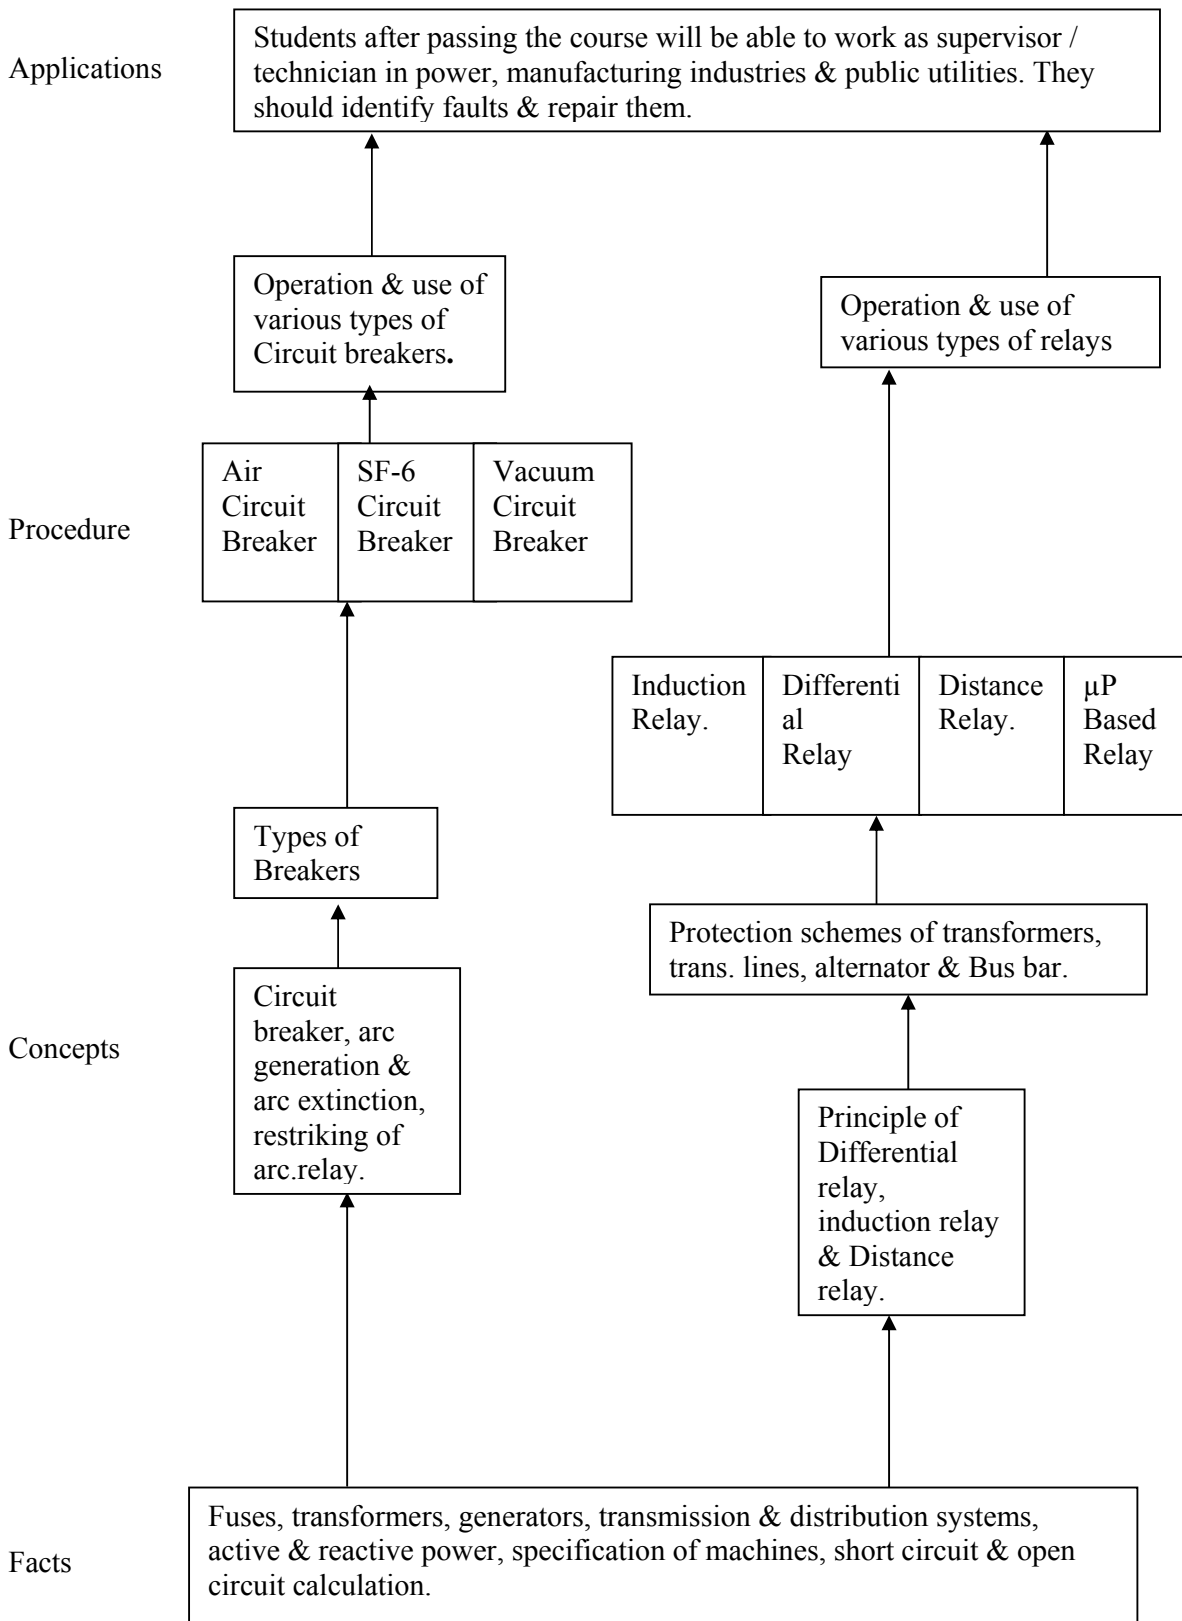 Applications
Students after passing the course will be able to work as supervisor /
technician in power, manufacturing industries & public utilities. They
should identify faults & repair them.
Operation & use of
various types of
Circuit breakers.
Operation & use of
various types of relays
Procedure
Air
Circuit
Breaker
SF-6
Circuit
Breaker
Vacuum
Circuit
Breaker
Induction
Relay.
Differenti
al
Relay
Distance
Relay.
µP
Based
Relay
Types of
Breakers
Protection schemes of transformers,
trans. lines, alternator & Bus bar.
Concepts
Circuit
breaker, arc
generation &
arc extinction,
restriking of
arc.relay.
Principle of
Differential
relay,
induction relay
& Distance
relay.
Facts
Fuses, transformers, generators, transmission & distribution systems,
active & reactive power, specification of machines, short circuit & open
circuit calculation.